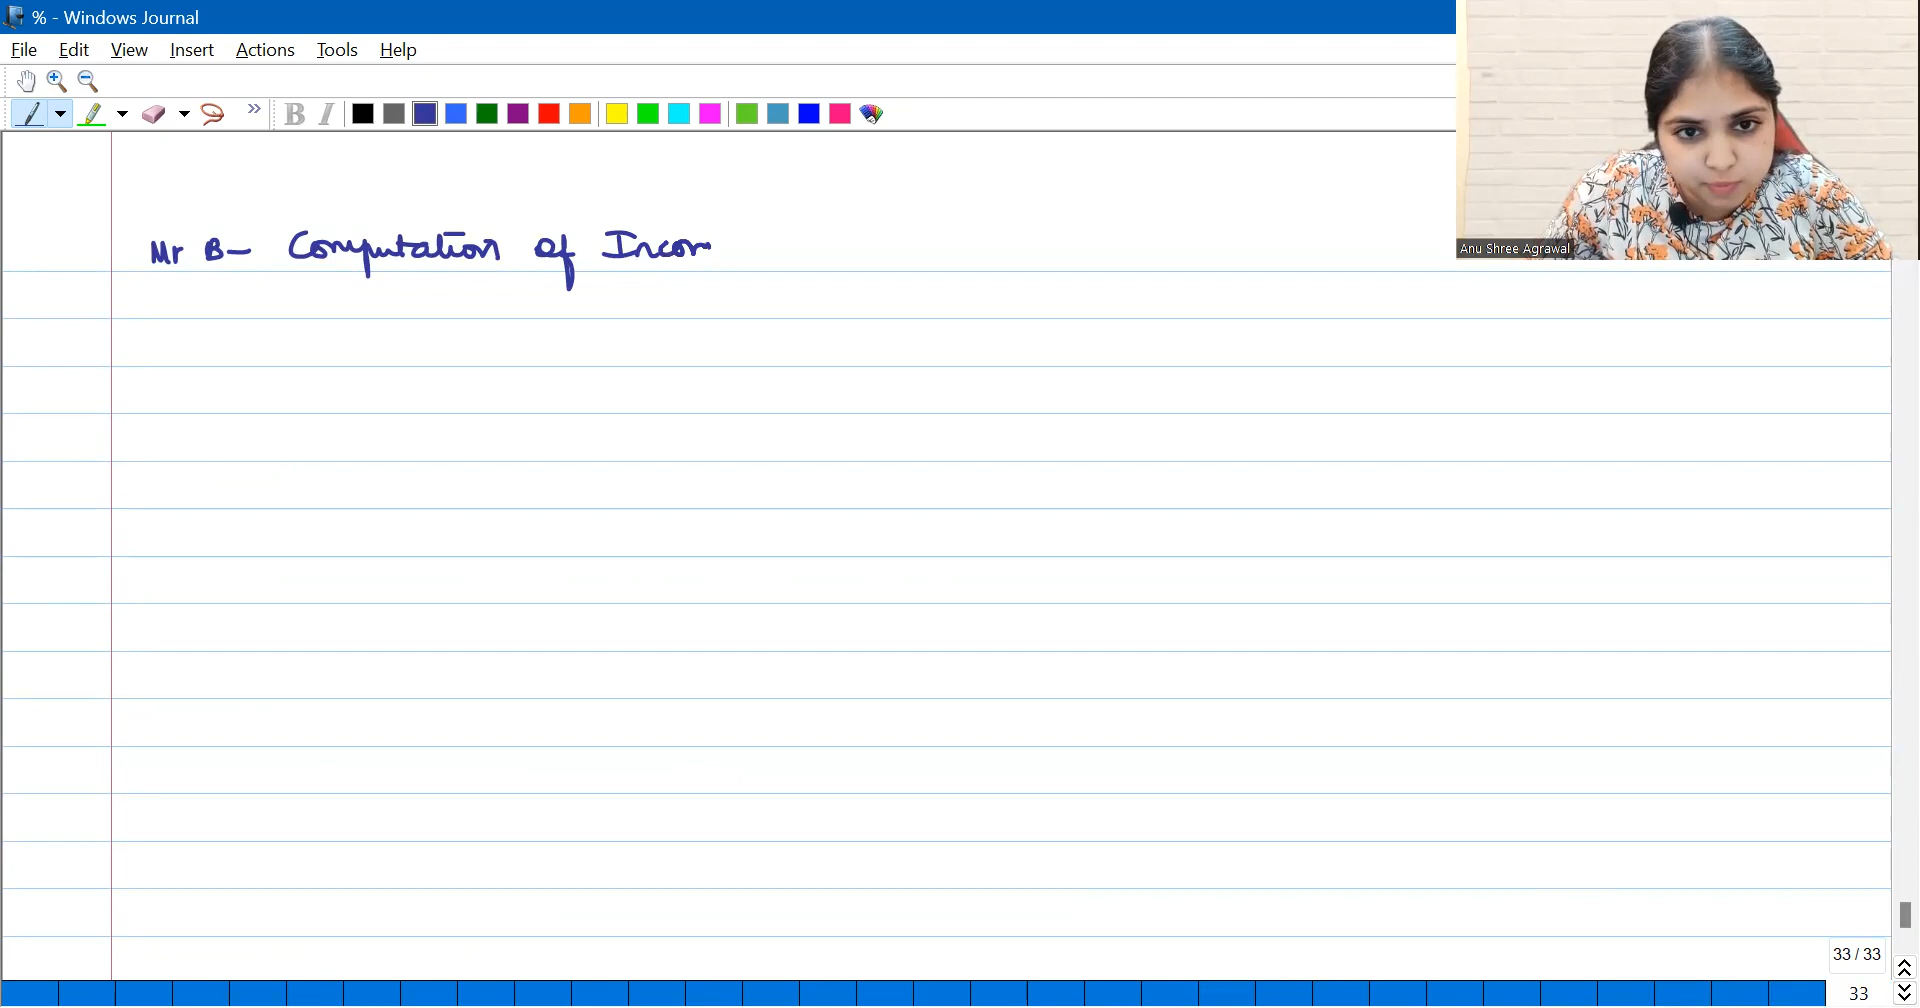 % - Windows Journal
File Edit View Insert Actions Tools Help
B I
Mr B- Computation of Incom
Anu Shree Agrawal
33 / 33
33